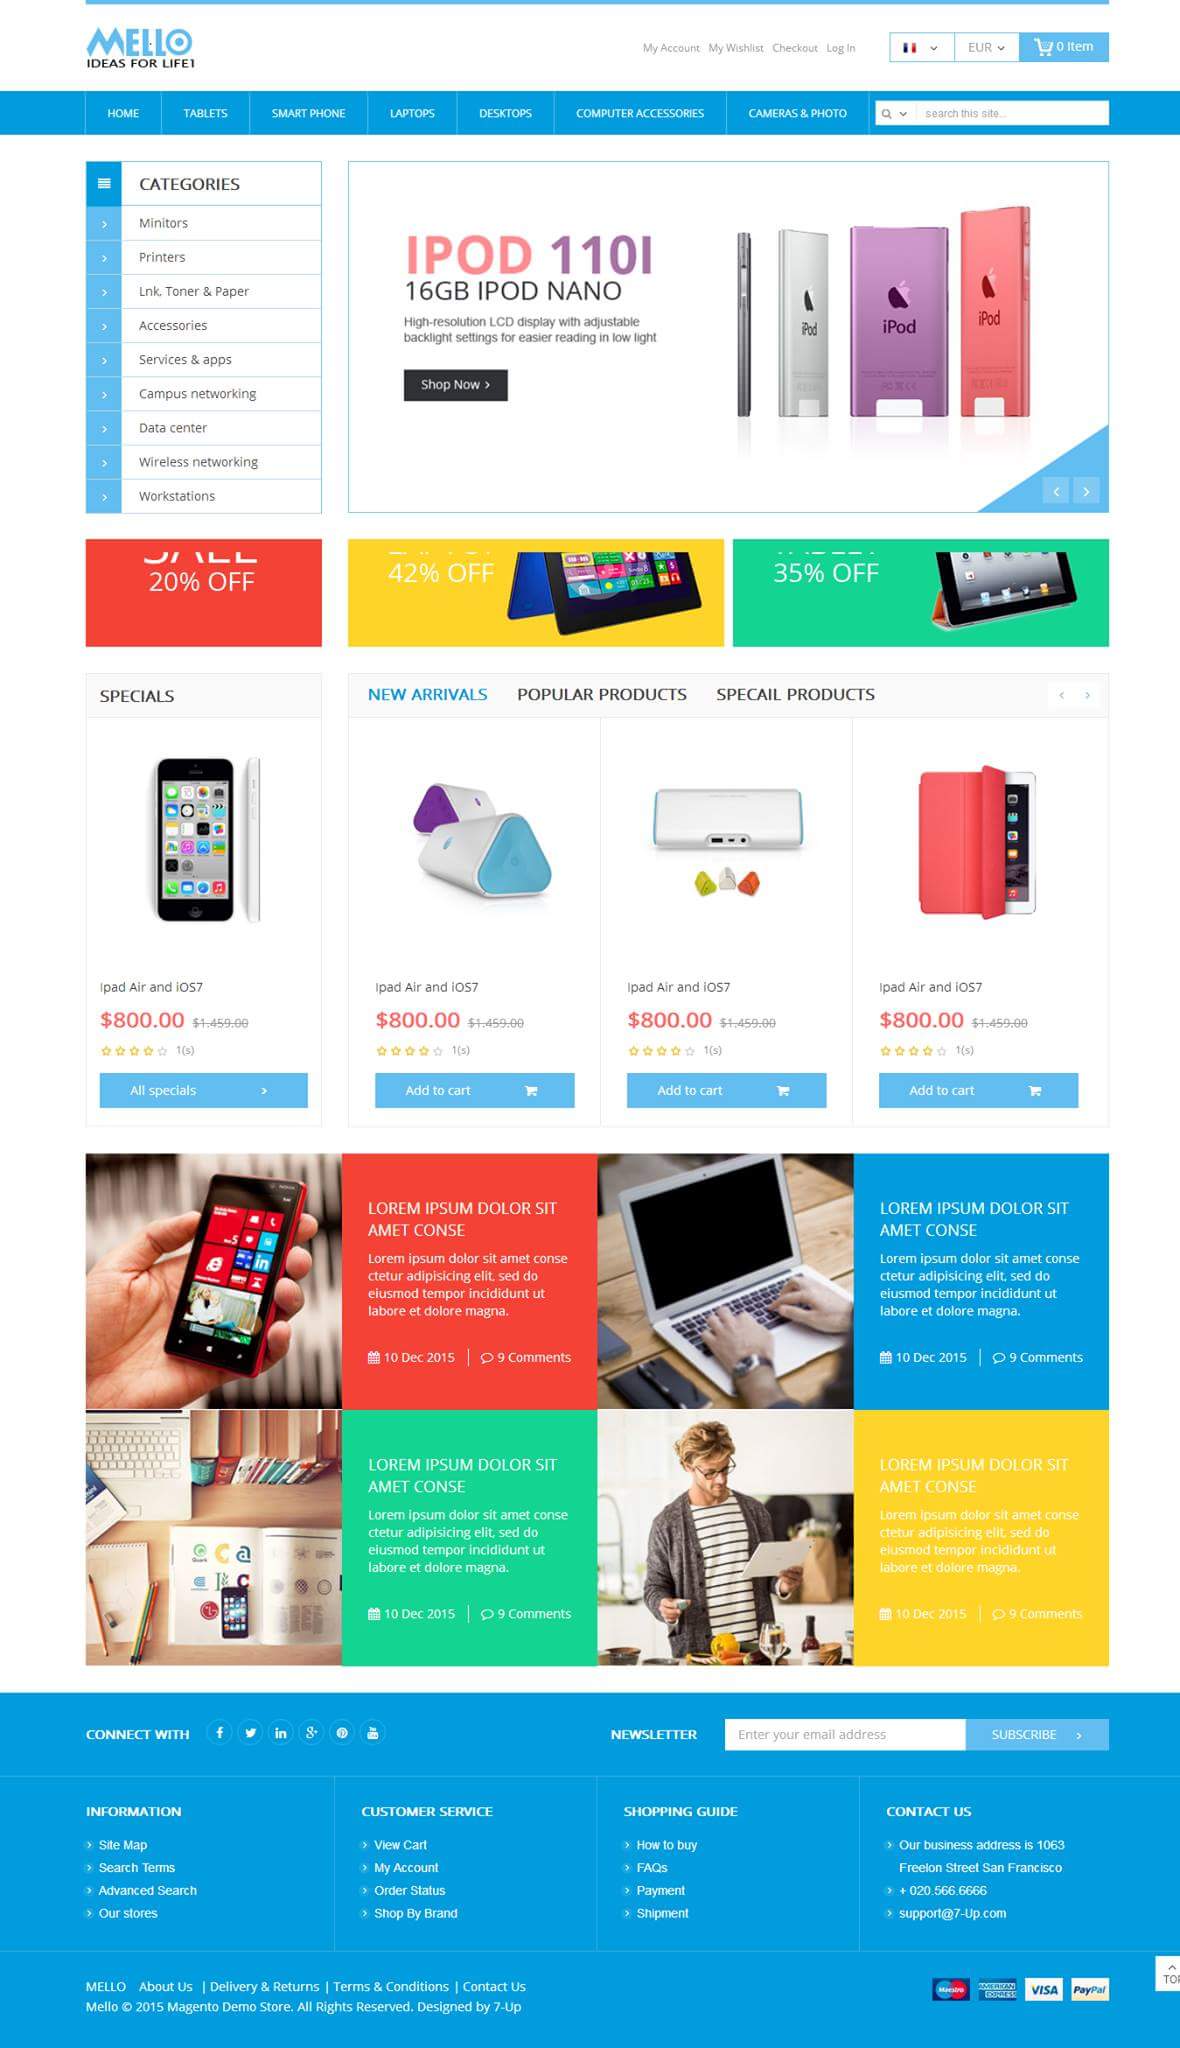 MELLO
IDEAS FOR LIFE1
My Account My Wishlist Checkout Log In
EUR
0 Item
HOME TABLETS SMART PHONE LAPTOPS DESKTOPS COMPUTER ACCESSORIES CAMERAS & PHOTO
search this site...
CATEGORIES
Minitors
Printers
Lnk, Toner & Paper
Accessories
Services & apps
Campus networking
Data center
Wireless networking
Workstations
IPOD 110I
16GB IPOD NANO
High-resolution LCD display with adjustable
backlight settings for easier reading in low light
Shop Now
iPod
iPod
iPod
SALE
20% OFF
LAPTOP
42% OFF
TABLET
35% OFF
SPECIALS
Ipad Air and iOS7
$800.00 $1.459.00
1(s)
All specials
NEW ARRIVALS POPULAR PRODUCTS SPECAIL PRODUCTS
Ipad Air and iOS7
$800.00 $1.459.00
1(s)
Add to cart
Ipad Air and iOS7
$800.00 $1.459.00
1(s)
Add to cart
Ipad Air and iOS7
$800.00 $1.459.00
1(s)
Add to cart
NOKIA
LOREM IPSUM DOLOR SIT
AMET CONSE
Lorem ipsum dolor sit amet conse
ctetur adipisicing elit, sed do
eiusmod tempor incididunt ut
labore et dolore magna.
10 Dec 2015 9 Comments
LOREM IPSUM DOLOR SIT
AMET CONSE
Lorem ipsum dolor sit amet conse
ctetur adipisicing elit, sed do
eiusmod tempor incididunt ut
labore et dolore magna.
10 Dec 2015 9 Comments
Quark
LG
LOREM IPSUM DOLOR SIT
AMET CONSE
Lorem ipsum dolor sit amet conse
ctetur adipisicing elit, sed do
eiusmod tempor incididunt ut
labore et dolore magna.
10 Dec 2015 9 Comments
LOREM IPSUM DOLOR SIT
AMET CONSE
Lorem ipsum dolor sit amet conse
ctetur adipisicing elit, sed do
eiusmod tempor incididunt ut
labore et dolore magna.
10 Dec 2015 9 Comments
CONNECT WITH
NEWSLETTER
Enter your email address
SUBSCRIBE
INFORMATION
Site Map
Search Terms
Advanced Search
Our stores
CUSTOMER SERVICE
View Cart
My Account
Order Status
Shop By Brand
SHOPPING GUIDE
How to buy
FAQs
Payment
Shipment
CONTACT US
Our business address is 1063
Freelon Street San Francisco
+ 020.566.6666
support@7-Up.com
MELLO About Us | Delivery & Returns | Terms & Conditions | Contact Us
Mello © 2015 Magento Demo Store. All Rights Reserved. Designed by 7-Up
Maestro
AMERICAN EXPRESS
VISA
PayPal
TOP